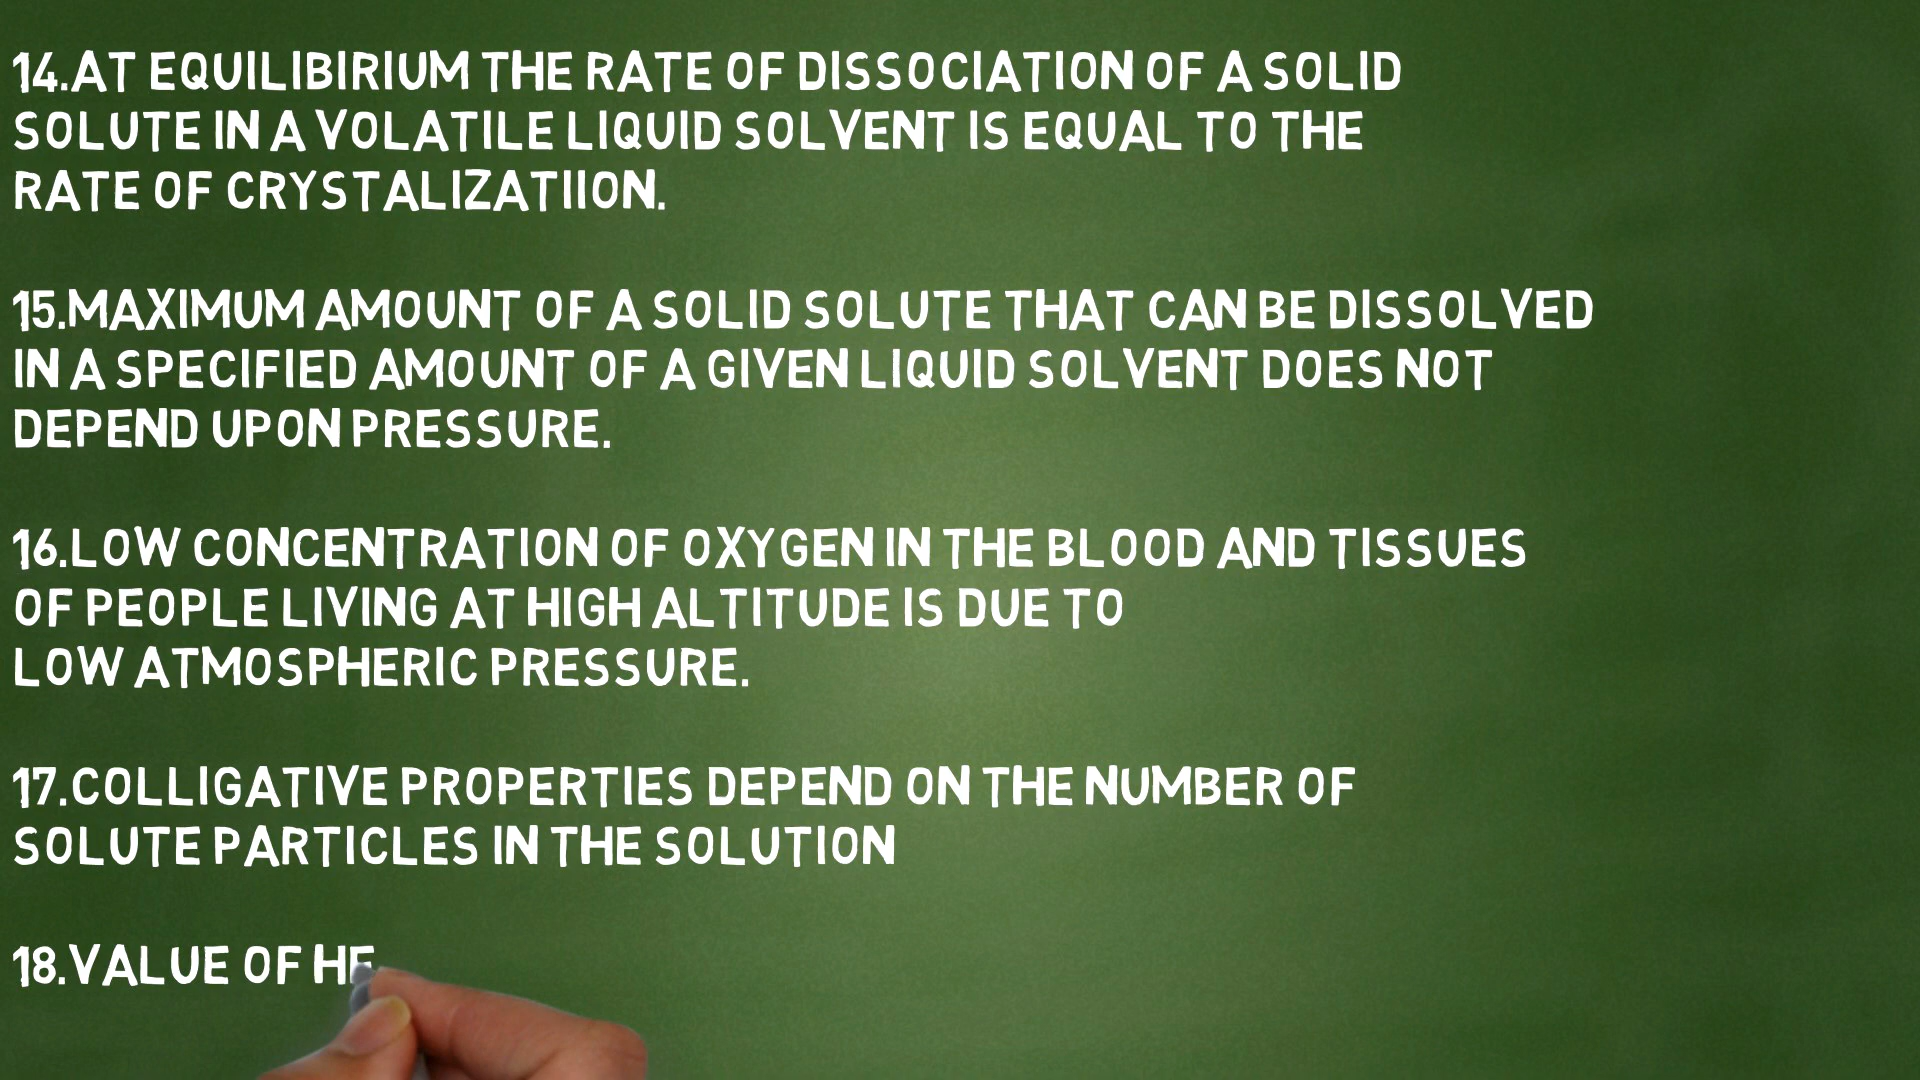 14.AT EQUILIBIRIUM THE RATE OF DISSOCIATION OF A SOLID
SOLUTE IN A VOLATILE LIQUID SOLVENT IS EQUAL TO THE
RATE OF CRYSTALIZATIION.
15.MAXIMUM AMOUNT OF A SOLID SOLUTE THAT CAN BE DISSOLVED
IN A SPECIFIED AMOUNT OF A GIVEN LIQUID SOLVENT DOES NOT
DEPEND UPON PRESSURE.
16.LOW CONCENTRATION OF OXYGEN IN THE BLOOD AND TISSUES
OF PEOPLE LIVING AT HIGH ALTITUDE IS DUE TO
LOW ATMOSPHERIC PRESSURE.
17.COLLIGATIVE PROPERTIES DEPEND ON THE NUMBER OF
SOLUTE PARTICLES IN THE SOLUTION
18.VALUE OF